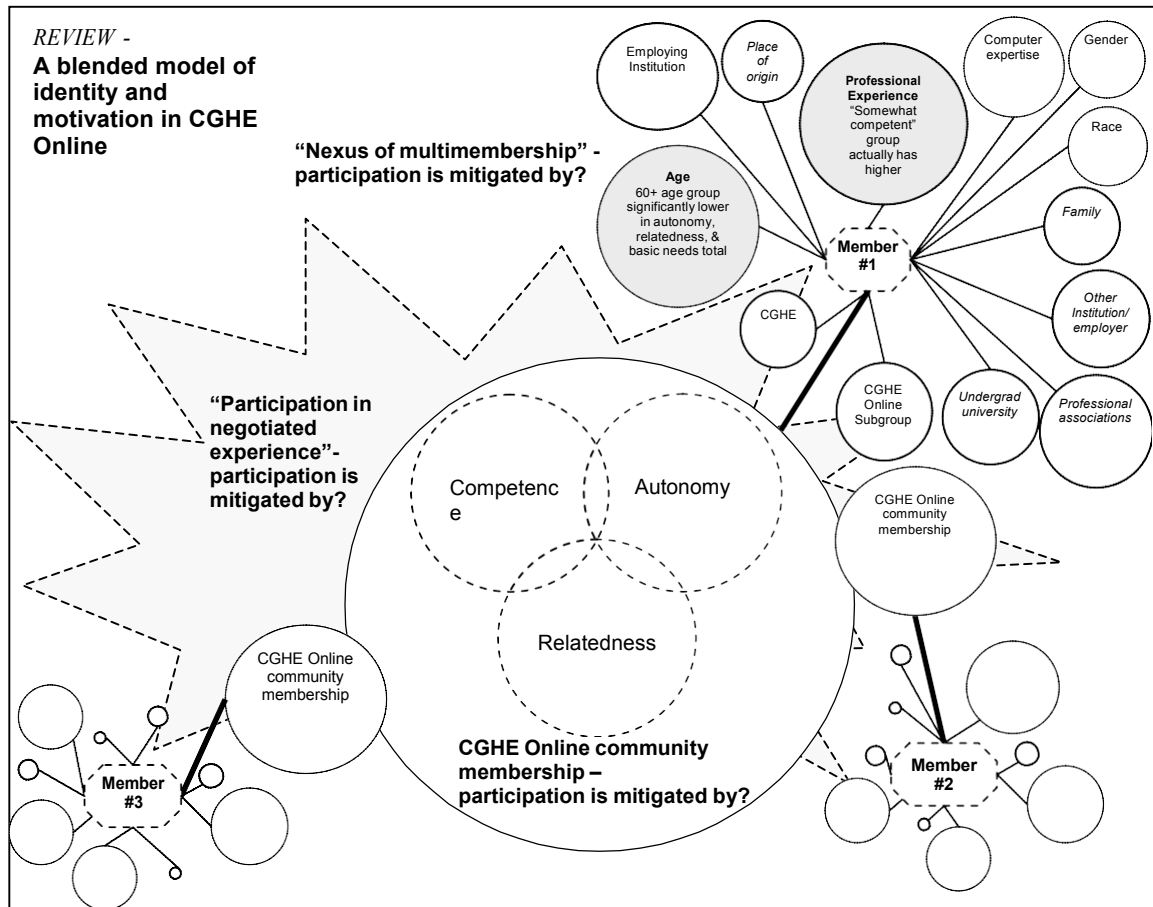 REVIEW -
A blended model of
identity and
motivation in CGHE
Online
“Nexus of multimembership” -
participation is mitigated by?
Employing
Institution
Place
of
origin
Professional
Experience
“Somewhat
competent”
group
actually has
higher
Computer
expertise
Gender
Race
Age
60+ age group
significantly lower
in autonomy,
relatedness, &
basic needs total
Member
#1
Family
Other
Institution/
employer
CGHE
CGHE
Online
Subgroup
Undergrad
university
Professional
associations
“Participation in
negotiated
experience”-
participation is
mitigated by?
Competenc
e
Autonomy
Relatedness
CGHE Online
community
membership
CGHE Online
community
membership
CGHE Online community
membership –
participation is mitigated by?
Member
#2
Member
#3